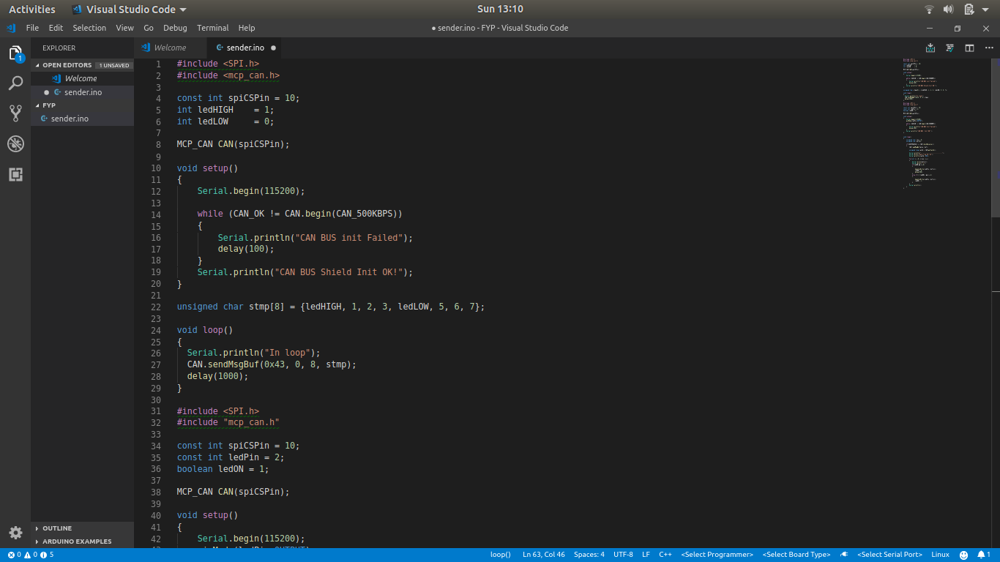 Activities Visual Studio Code Sun 13:10
File Edit Selection View Go Debug Terminal Help ● sender.ino - FYP - Visual Studio Code
EXPLORER Welcome sender.ino
OPEN EDITORS 1 UNSAVED
Welcome
sender.ino
FYP
sender.ino
1 #include <SPI.h>
2 #include <mcp_can.h>
3
4 const int spiCSPin = 10;
5 int ledHIGH    = 1;
6 int ledLOW     = 0;
7
8 MCP_CAN CAN(spiCSPin);
9
10 void setup()
11 {
12     Serial.begin(115200);
13
14     while (CAN_OK != CAN.begin(CAN_500KBPS))
15     {
16         Serial.println("CAN BUS init Failed");
17         delay(100);
18     }
19     Serial.println("CAN BUS Shield Init OK!");
20 }
21
22 unsigned char stmp[8] = {ledHIGH, 1, 2, 3, ledLOW, 5, 6, 7};
23
24 void loop()
25 {
26   Serial.println("In loop");
27   CAN.sendMsgBuf(0x43, 0, 8, stmp);
28   delay(1000);
29 }
30
31 #include <SPI.h>
32 #include "mcp_can.h"
33
34 const int spiCSPin = 10;
35 const int ledPin = 2;
36 boolean ledON = 1;
37
38 MCP_CAN CAN(spiCSPin);
39
40 void setup()
41 {
42     Serial.begin(115200);
OUTLINE
ARDUINO EXAMPLES
1
0 0 5 loop() Ln 63, Col 46 Spaces: 4 UTF-8 LF C++ <Select Programmer> <Select Board Type> <Select Serial Port> Linux 1